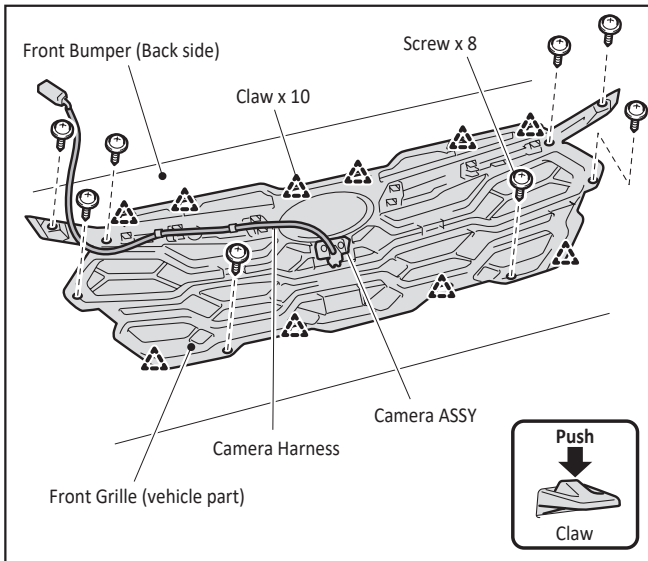 Front Bumper (Back side)
Screw x 8
Claw x 10
Camera ASSY
Camera Harness
Front Grille (vehicle part)
Push
Claw